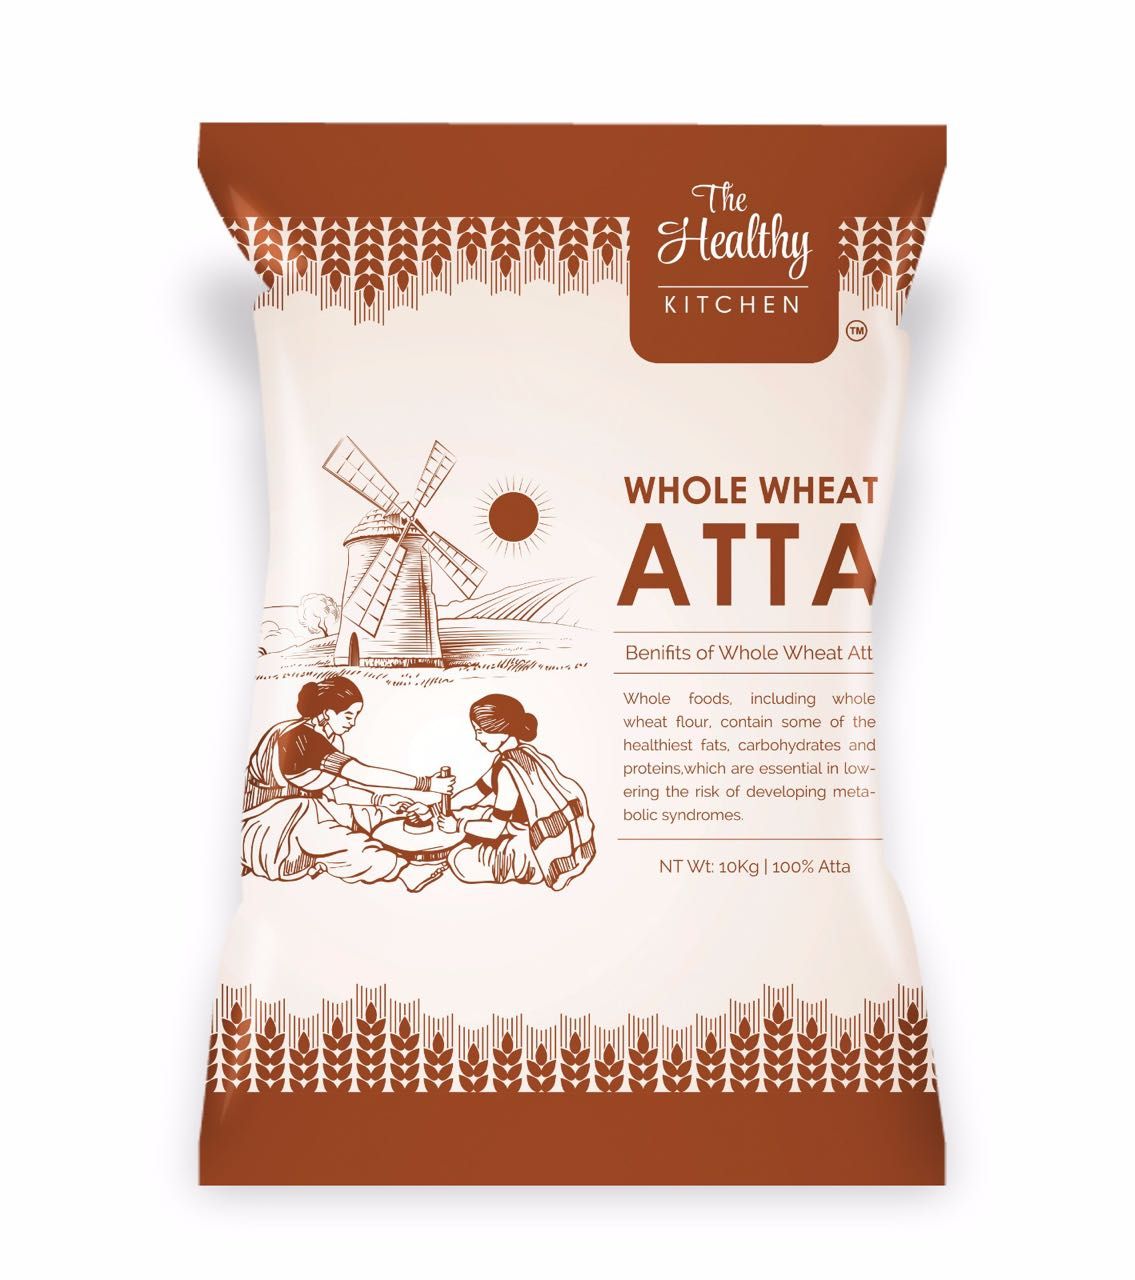 The
Healthy
KITCHEN
TM
WHOLE WHEAT
ATTA
Benifits of Whole Wheat Att
Whole foods, including whole
wheat flour, contain some of the
healthiest fats, carbohydrates and
proteins,which are essential in low-
ering the risk of developing meta-
bolic syndromes.
NT Wt: 10Kg | 100% Atta